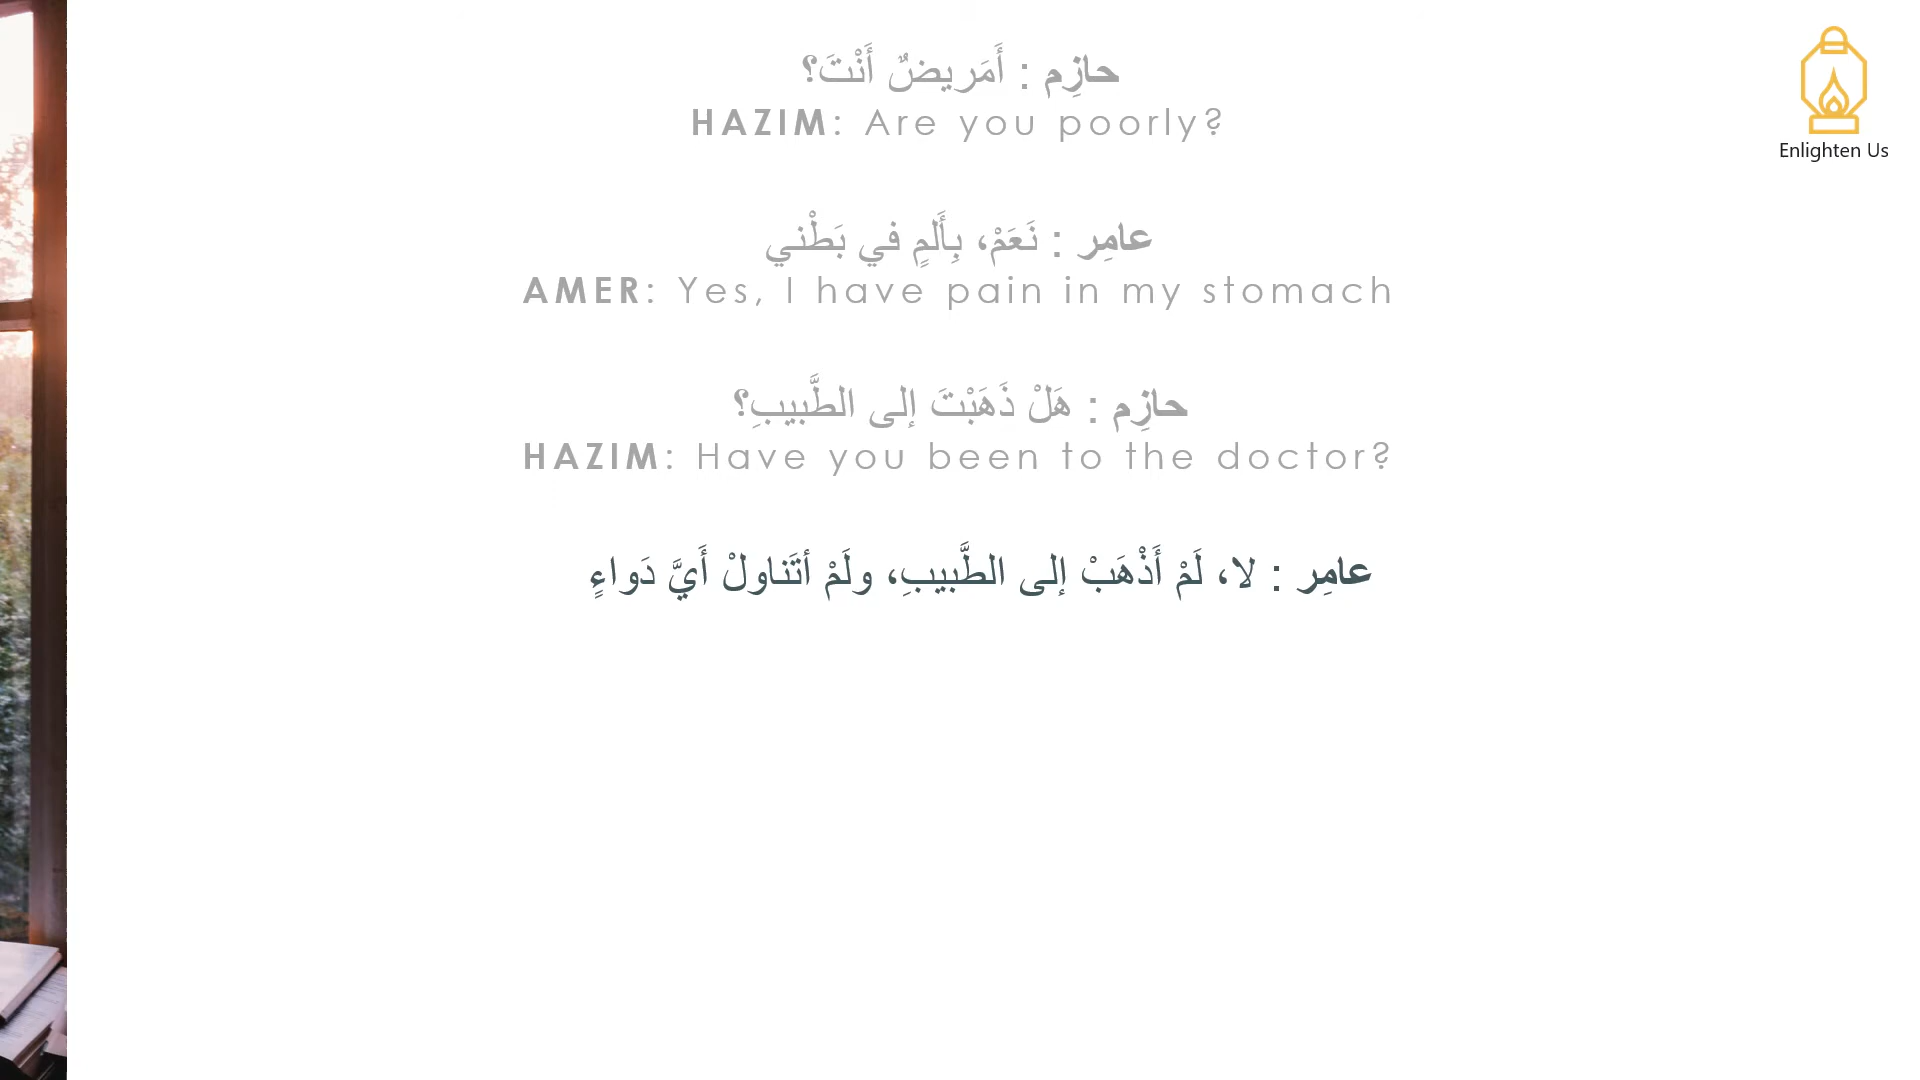 حازِم : أَمَريضٌ أَنْتَ؟
HAZIM: Are you poorly?
عامِر : نَعَمْ، بِأَلَمٍ في بَطْني
AMER: Yes, I have pain in my stomach
حازِم : هَلْ ذَهَبْتَ إلى الطَّبيبِ؟
HAZIM: Have you been to the doctor?
عامِر : لا، لَمْ أَذْهَبْ إلى الطَّبيبِ، ولَمْ أتَناولْ أَيَّ دَواءٍ
Enlighten Us